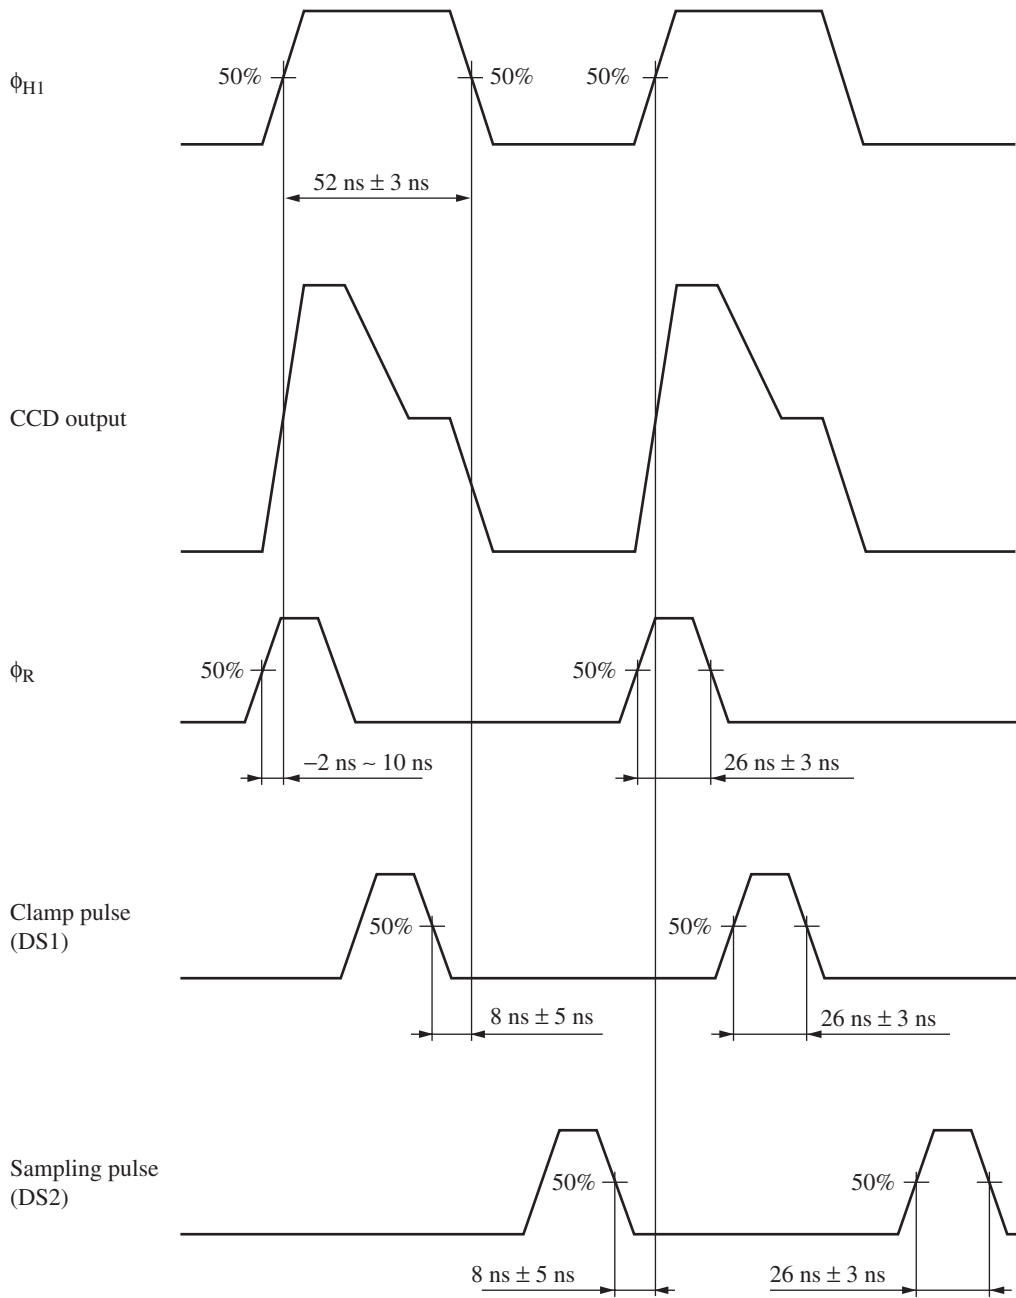 ϕH1
50%
50%
50%
52 ns ± 3 ns
CCD output
ϕR
50%
50%
−2 ns ~ 10 ns
26 ns ± 3 ns
Clamp pulse
(DS1)
50%
50%
8 ns ± 5 ns
26 ns ± 3 ns
Sampling pulse
(DS2)
50%
50%
8 ns ± 5 ns
26 ns ± 3 ns